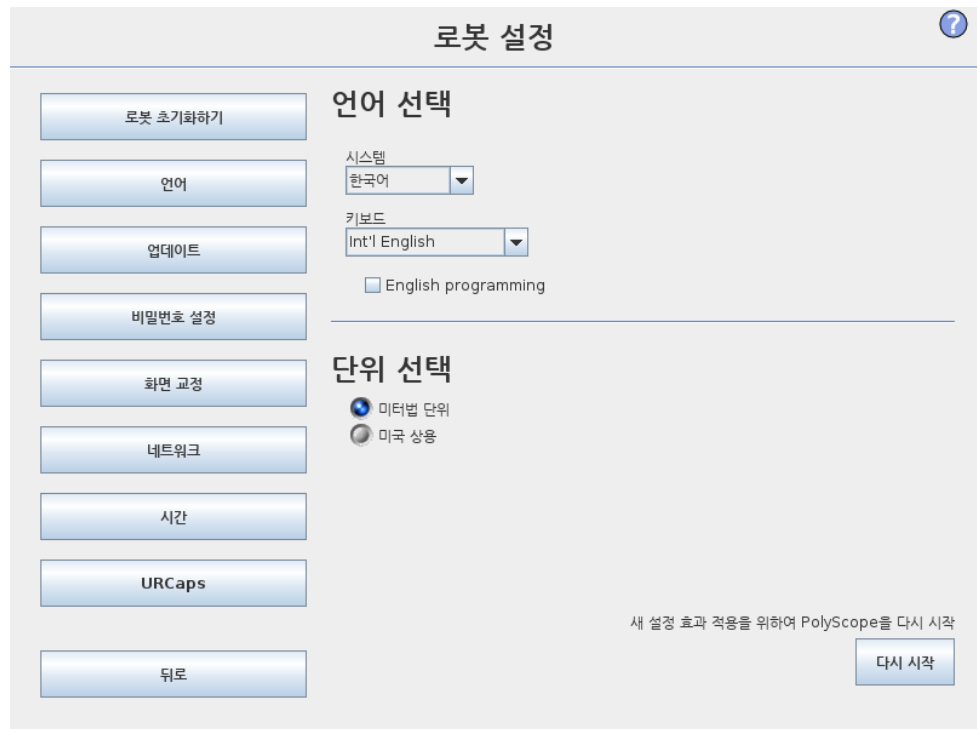 로봇 설정
?
로봇 초기화하기
언어
업데이트
비밀번호 설정
화면 교정
네트워크
시간
URCaps
뒤로
언어 선택
시스템
한국어
키보드
Int'l English
English programming
단위 선택
미터법 단위
미국 상용
새 설정 효과 적용을 위하여 PolyScope을 다시 시작
다시 시작